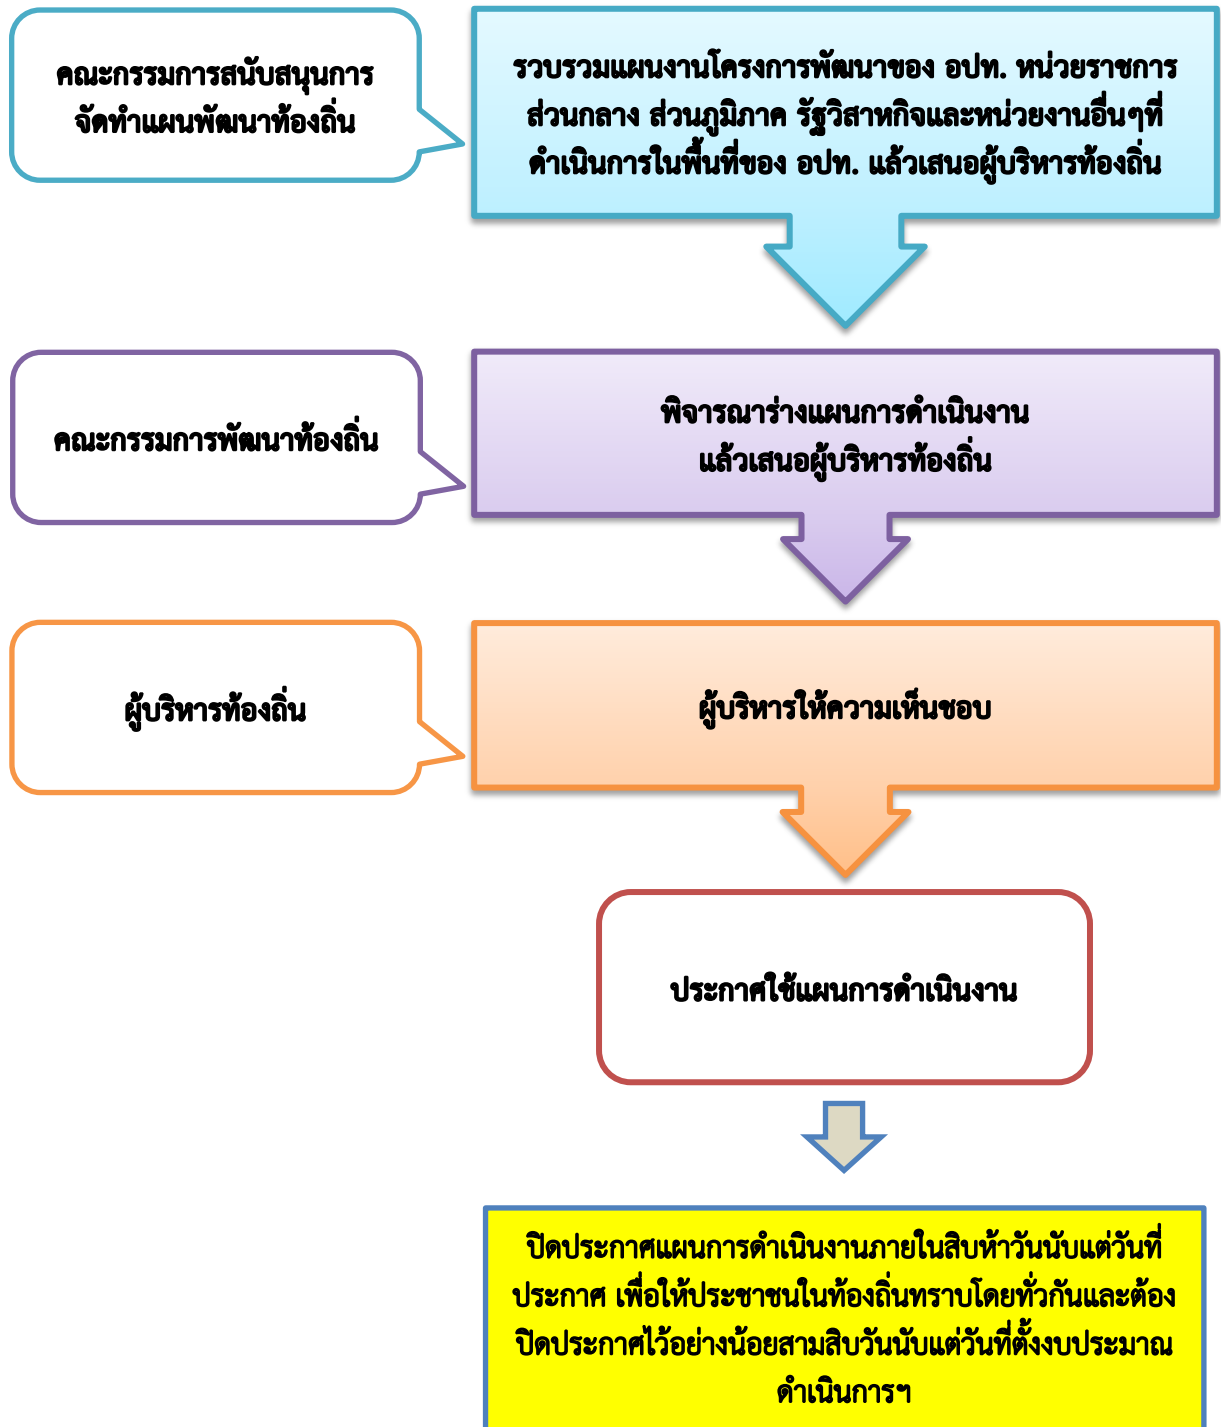 คณะกรรมการสนับสนุนการ
จัดทำแผนพัฒนาท้องถิ่น
รวบรวมแผนงานโครงการพัฒนาของ อปท. หน่วยราชการ
ส่วนกลาง ส่วนภูมิภาค รัฐวิสาหกิจและหน่วยงานอื่นๆที่
ดำเนินการในพื้นที่ของ อปท. แล้วเสนอผู้บริหารท้องถิ่น
คณะกรรมการพัฒนาท้องถิ่น
พิจารณาร่างแผนการดำเนินงาน
แล้วเสนอผู้บริหารท้องถิ่น
ผู้บริหารท้องถิ่น
ผู้บริหารให้ความเห็นชอบ
ประกาศใช้แผนการดำเนินงาน
ปิดประกาศแผนการดำเนินงานภายในสิบห้าวันนับแต่วันที่
ประกาศ เพื่อให้ประชาชนในท้องถิ่นทราบโดยทั่วกันและต้อง
ปิดประกาศไว้อย่างน้อยสามสิบวันนับแต่วันที่ตั้งงบประมาณ
ดำเนินการฯ